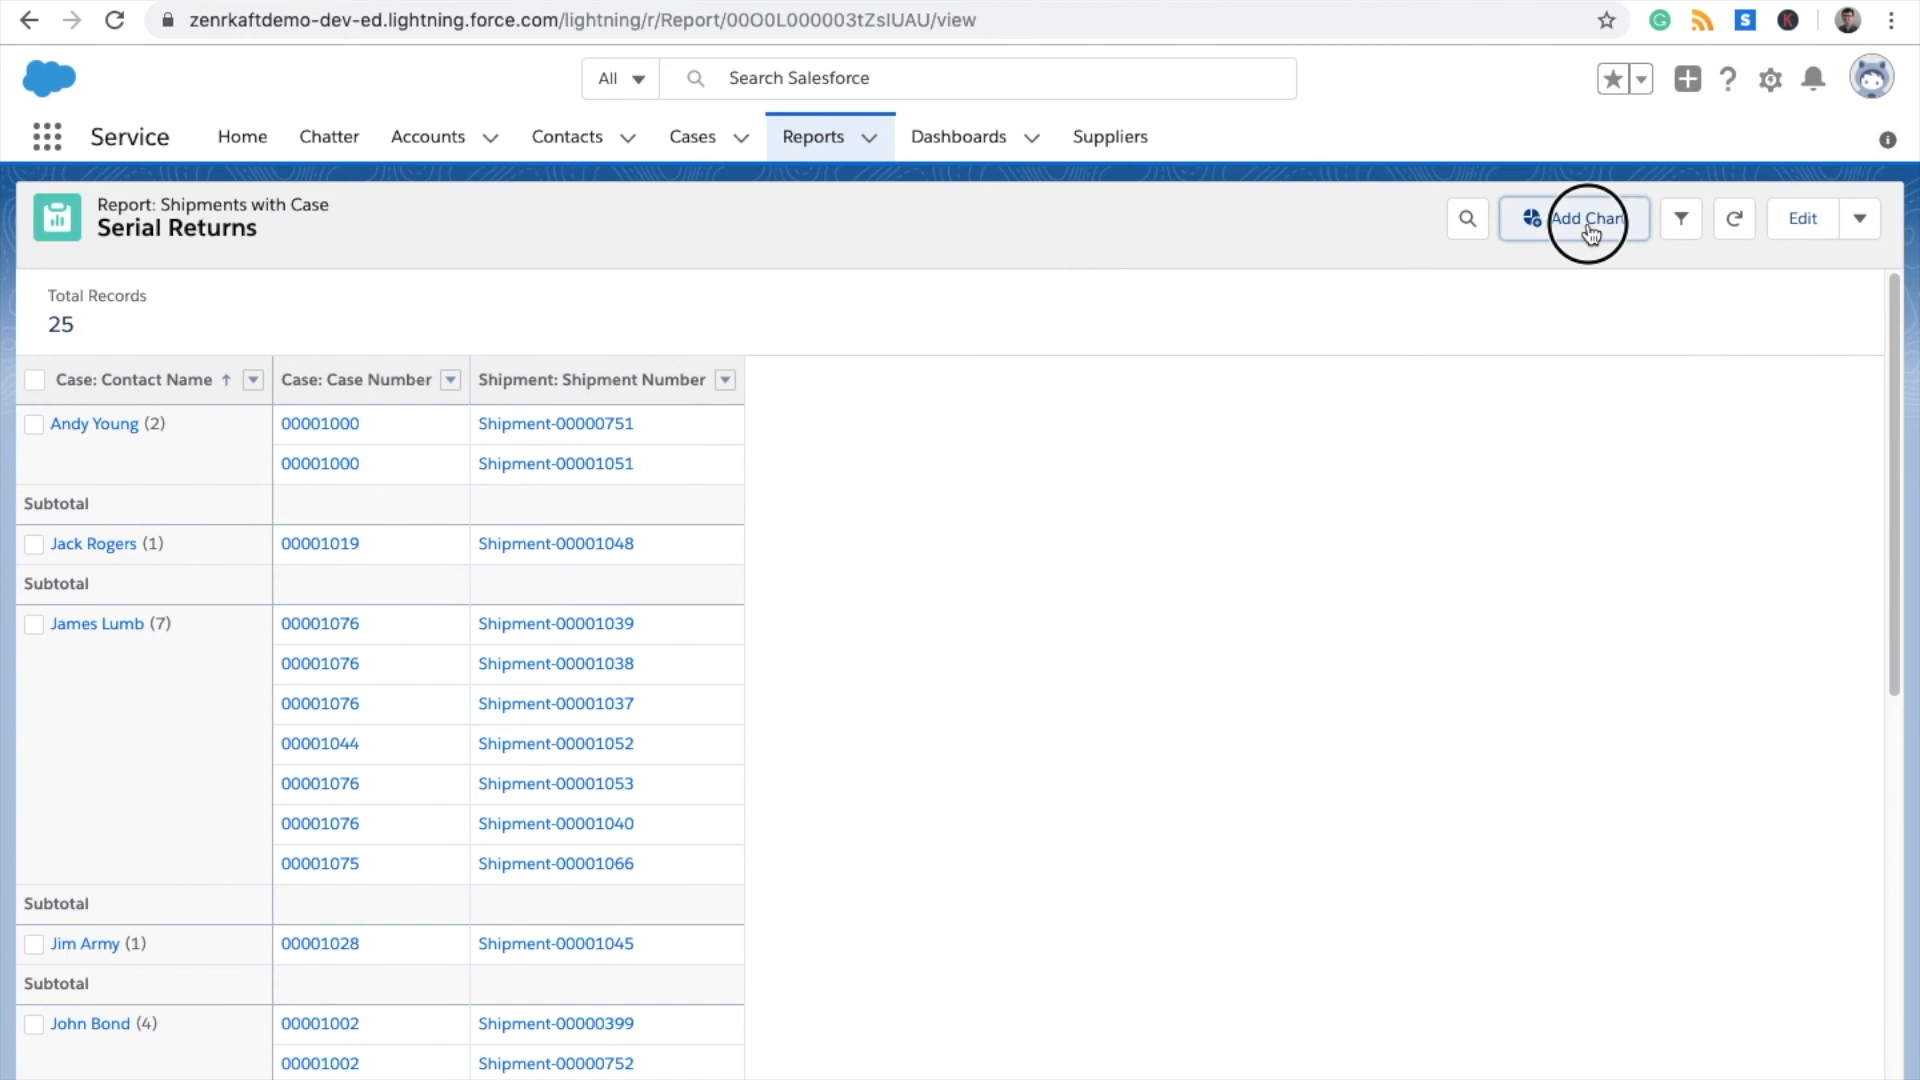 zenrkaftdemo-dev-ed.lightning.force.com/lightning/r/Report/00O0L000003tZslUAU/view
All
Search Salesforce
Service
Home
Chatter
Accounts
Contacts
Cases
Reports
Dashboards
Suppliers
Report: Shipments with Case
Serial Returns
Add Chart
Edit
Total Records
25
Case: Contact Name ↑
Case: Case Number
Shipment: Shipment Number
Andy Young (2)
00001000
Shipment-00000751
00001000
Shipment-00001051
Subtotal
Jack Rogers (1)
00001019
Shipment-00001048
Subtotal
James Lumb (7)
00001076
Shipment-00001039
00001076
Shipment-00001038
00001076
Shipment-00001037
00001044
Shipment-00001052
00001076
Shipment-00001053
00001076
Shipment-00001040
00001075
Shipment-00001066
Subtotal
Jim Army (1)
00001028
Shipment-00001045
Subtotal
John Bond (4)
00001002
Shipment-00000399
00001002
Shipment-00000752